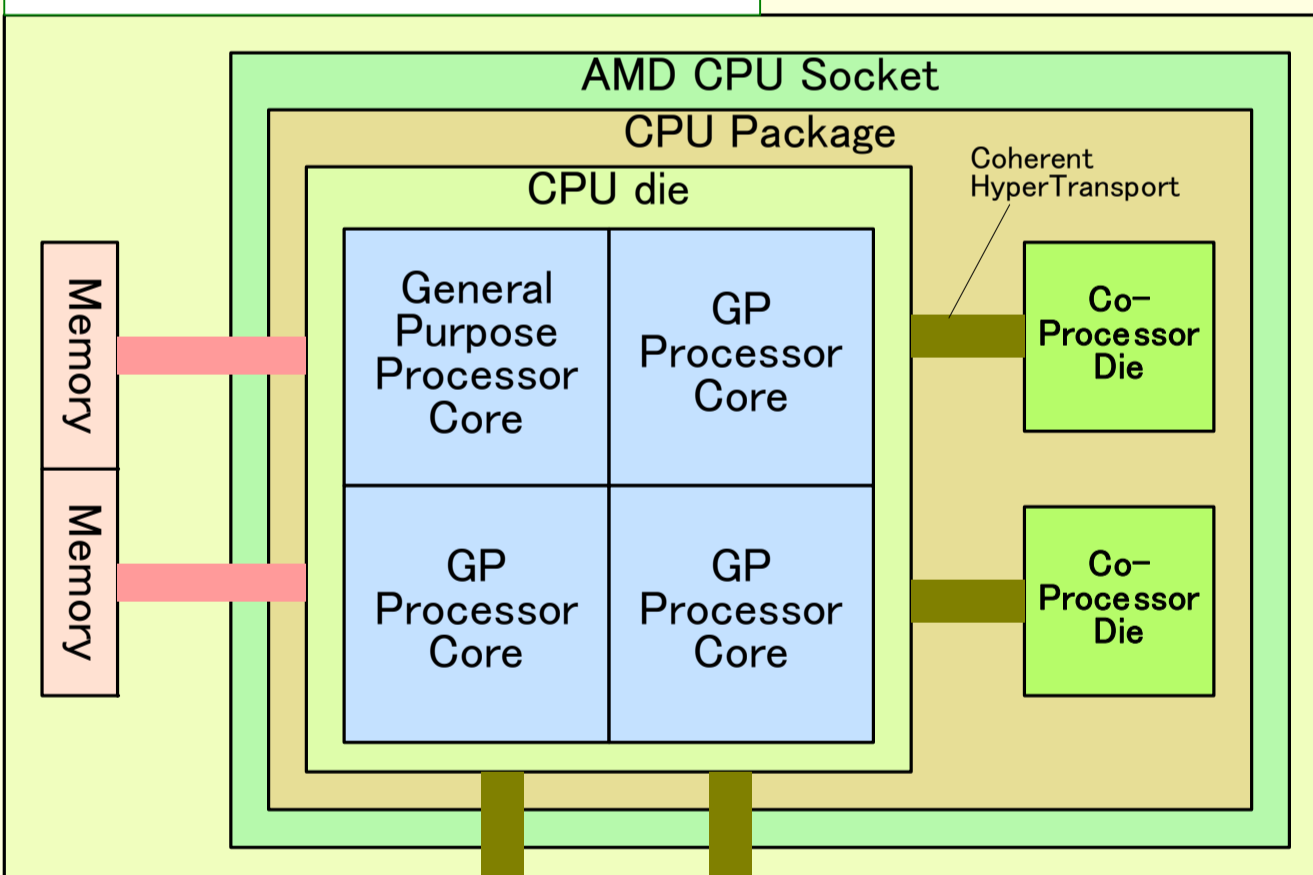 AMD CPU Socket
CPU Package
CPU die
Coherent
HyperTransport
Memory
Memory
General
Purpose
Processor
Core
GP
Processor
Core
GP
Processor
Core
GP
Processor
Core
Co-
Processor
Die
Co-
Processor
Die